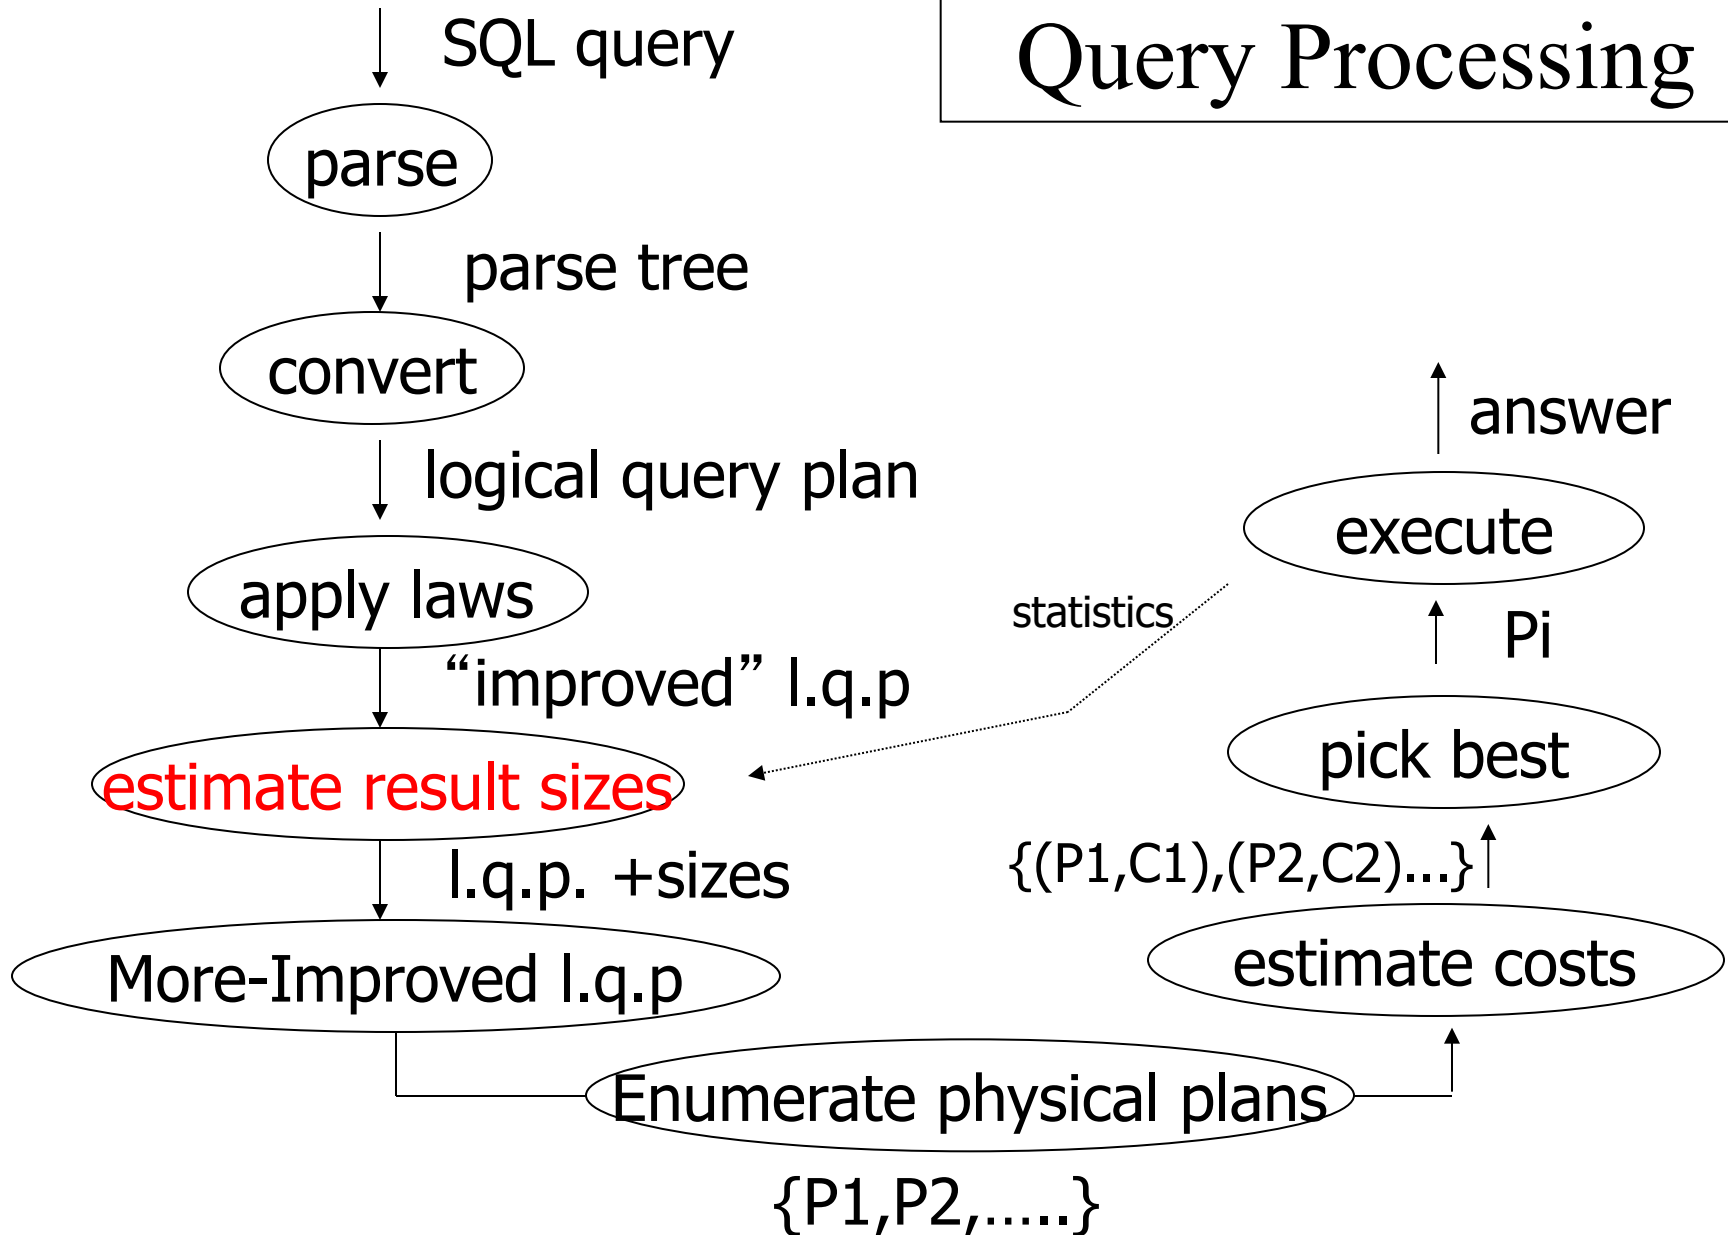 Query Processing
SQL query
parse
parse tree
convert
logical query plan
apply laws
“improved” l.q.p
estimate result sizes
l.q.p. +sizes
More-Improved l.q.p
Enumerate physical plans
{P1,P2,…..}
estimate costs
{(P1,C1),(P2,C2)...}
pick best
Pi
execute
answer
statistics